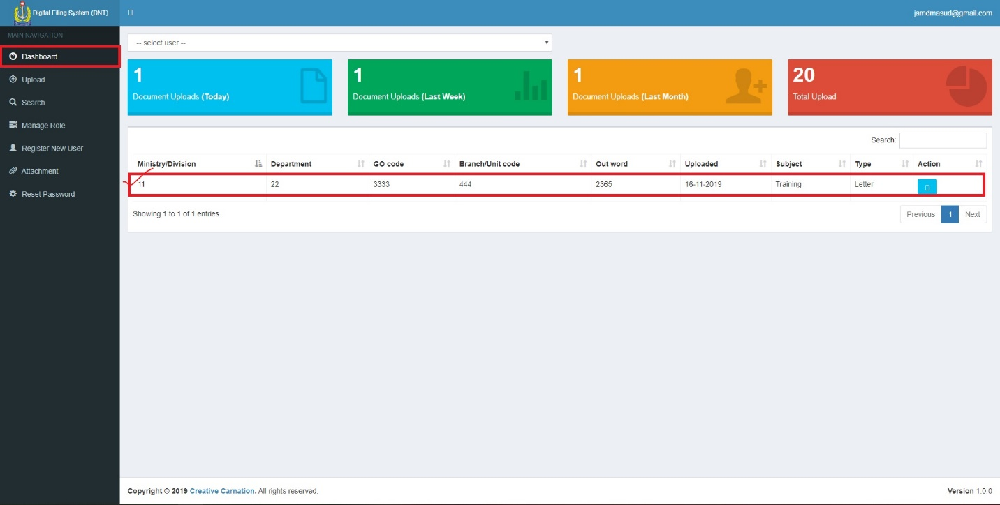 Digital Filing System (DNT)
jamdmasud@gmail.com
MAIN NAVIGATION
Dashboard
Upload
Search
Manage Role
Register New User
Attachment
Reset Password
-- select user --
1
Document Uploads (Today)
1
Document Uploads (Last Week)
1
Document Uploads (Last Month)
20
Total Upload
Search:
Ministry/Division Department GO code Branch/Unit code Out word Uploaded Subject Type Action
11 22 3333 444 2365 16-11-2019 Training Letter
Showing 1 to 1 of 1 entries
Previous 1 Next
Copyright © 2019 Creative Carnation. All rights reserved.
Version 1.0.0